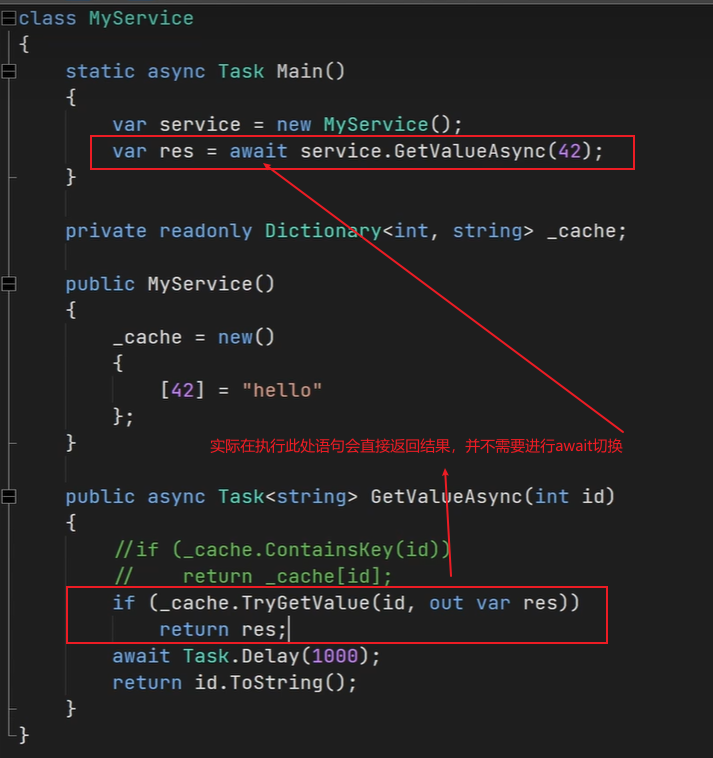 class MyService
{
static async Task Main()
{
var service = new MyService();
var res = await service.GetValueAsync(42);
}
private readonly Dictionary<int, string> _cache;
public MyService()
{
_cache = new()
{
[42] = "hello"
};
}
实际在执行此处语句会直接返回结果，并不需要进行await切换
public async Task<string> GetValueAsync(int id)
{
//if (_cache.ContainsKey(id))
//    return _cache[id];
if (_cache.TryGetValue(id, out var res))
return res;
await Task.Delay(1000);
return id.ToString();
}
}